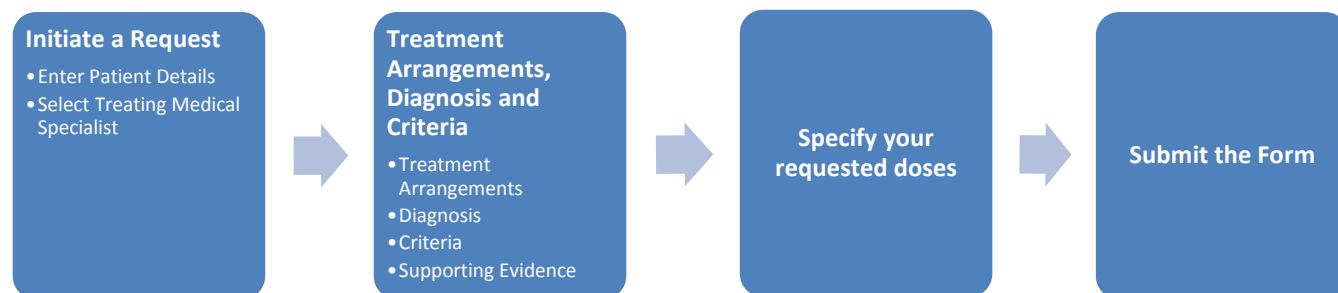 Initiate a Request
•Enter Patient Details
•Select Treating Medical
Specialist
Treatment
Arrangements,
Diagnosis and
Criteria
•Treatment
Arrangements
•Diagnosis
•Criteria
•Supporting Evidence
Specify your
requested doses
Submit the Form